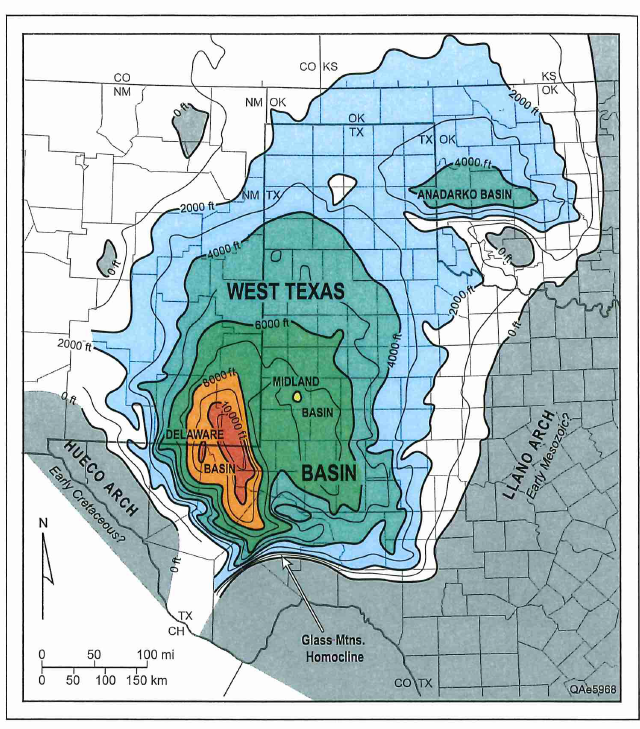 CO KS
CO
NM
KS
OK
0 ft
NM OK
2000 ft
OK
TX
TX OK
4000 ft
ANADARKO BASIN
NM TX
2000 ft
0 ft
4000 ft
0 ft
WEST TEXAS
2000 ft
6000 ft
0 ft
2000 ft
4000 ft
8000 ft
MIDLAND
BASIN
0 ft
10,000 ft
DELAWARE
BASIN
BASIN
HUECO ARCH
Early Cretaceous?
LLANO ARCH
Early Mesozoic?
N
0 ft
TX
CH
Glass Mtns.
Homocline
0 50 100 mi
0 50 100 150 km
CO TX
QAe5968